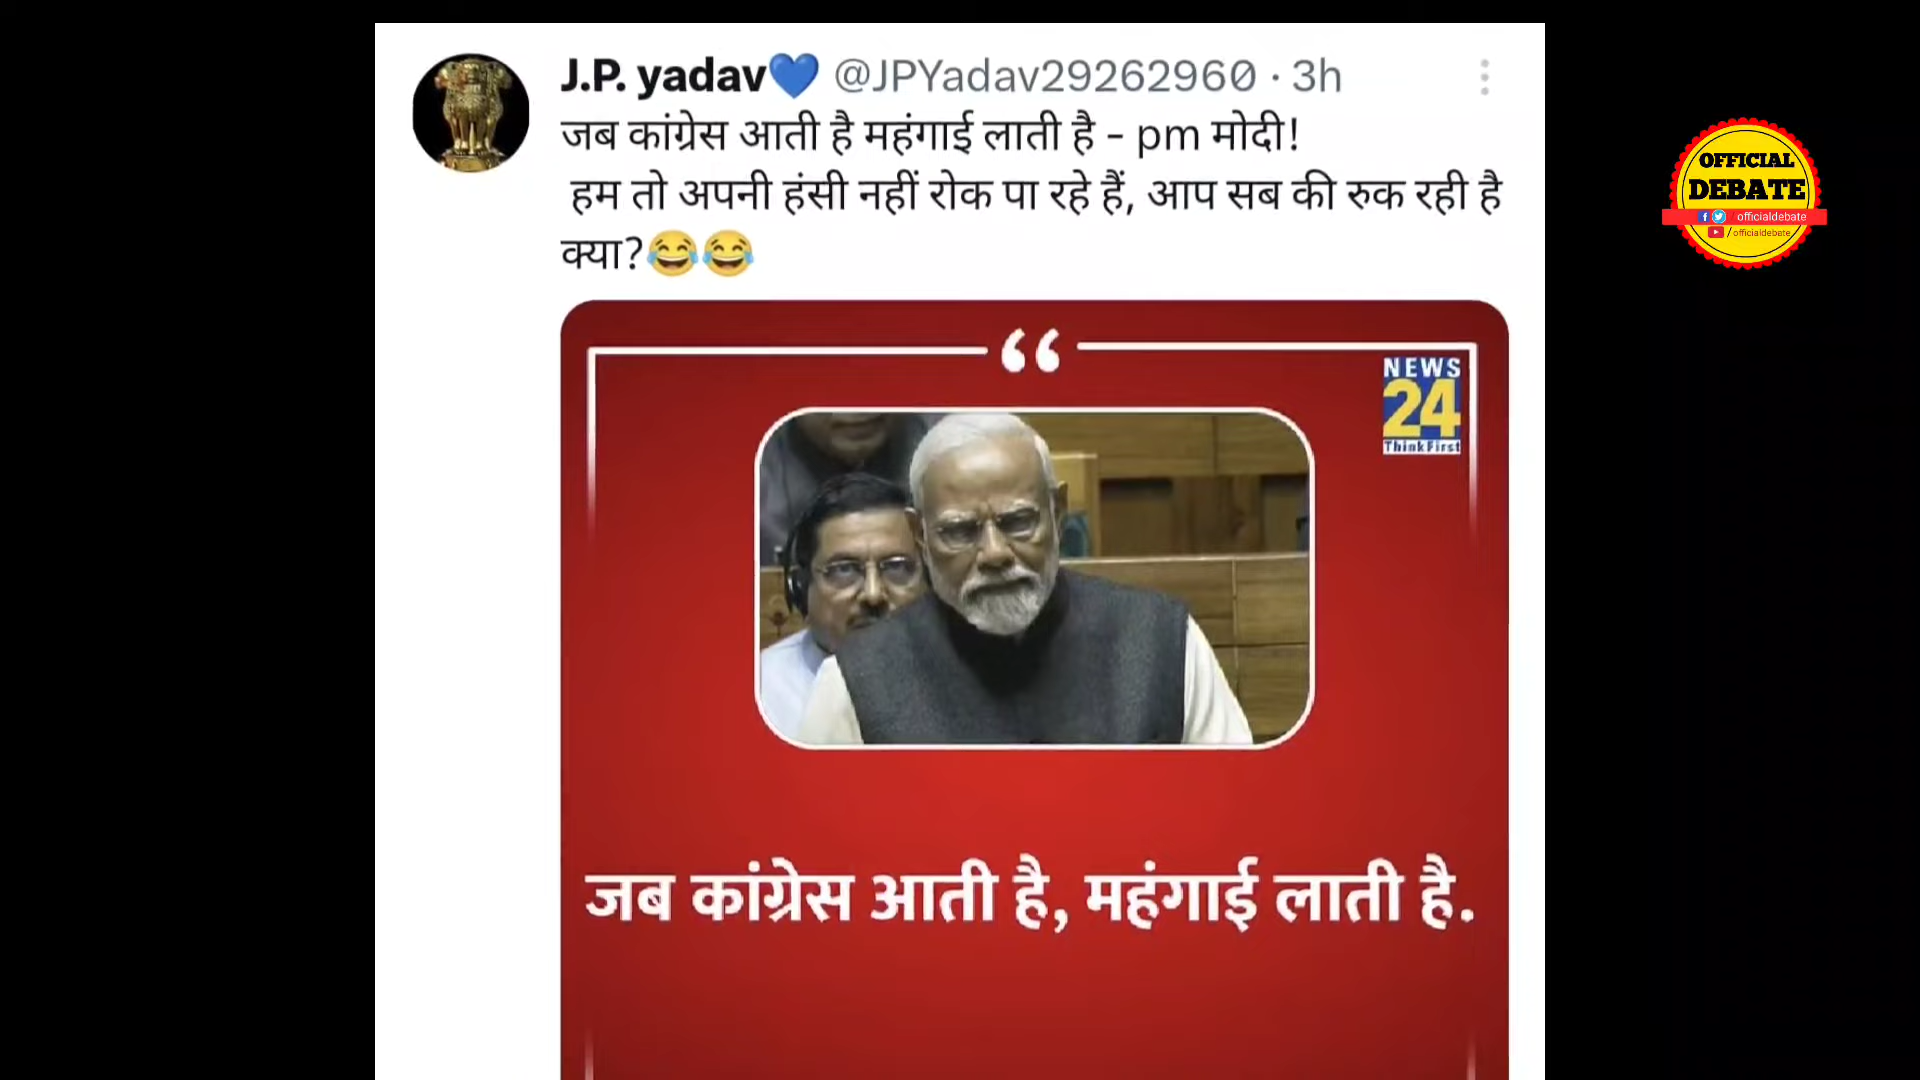 J.P. yadav💙 @JPYadav29262960 · 3h
जब कांग्रेस आती है महंगाई लाती है - pm मोदी!
हम तो अपनी हंसी नहीं रोक पा रहे हैं, आप सब की रुक रही है
क्या?😂😂
OFFICIAL
DEBATE
/ officialdebate
/ officialdebate
“
NEWS
24
Think First
जब कांग्रेस आती है, महंगाई लाती है.